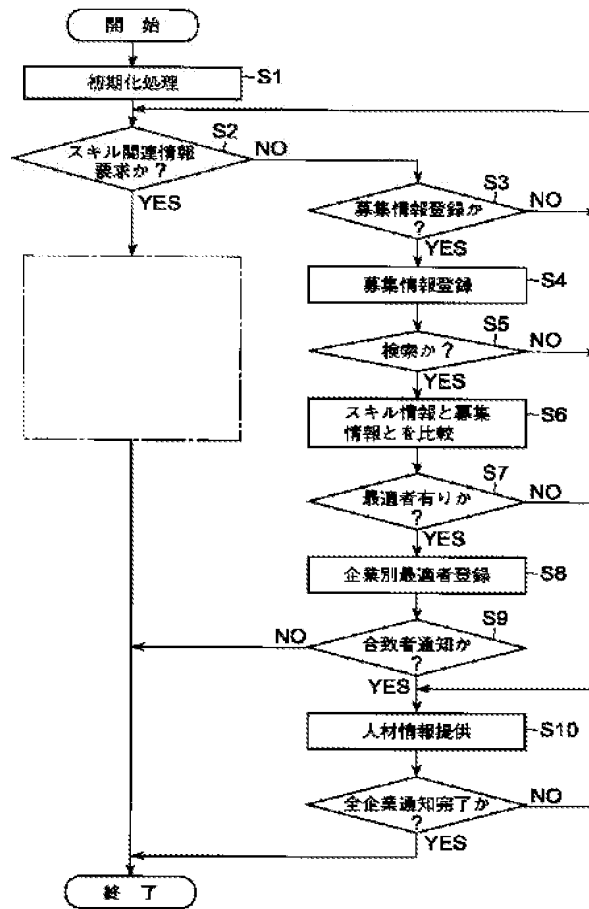 開 始
初期化処理
S1
スキル関連情報
要求か？
S2
NO
YES
募集情報登録か
？
S3
NO
YES
募集情報登録
S4
検索か？
S5
NO
YES
スキル情報と募集
情報とを比較
S6
最適者有りか
？
S7
NO
YES
企業別最適者登録
S8
合致者通知か
？
S9
NO
YES
人材情報提供
S10
全企業通知完了か
？
NO
YES
終 了